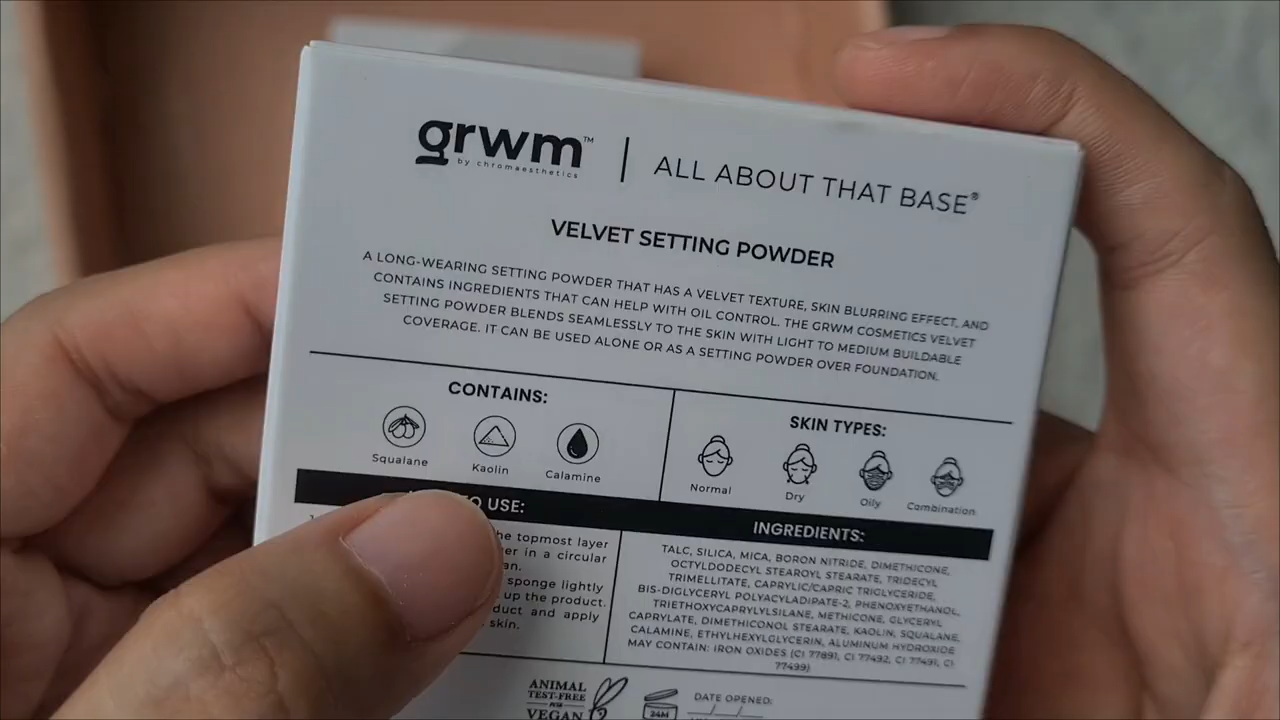 grwm™ | ALL ABOUT THAT BASE®
by chromaesthetics
VELVET SETTING POWDER
A LONG-WEARING SETTING POWDER THAT HAS A VELVET TEXTURE, SKIN BLURRING EFFECT, AND
CONTAINS INGREDIENTS THAT CAN HELP WITH OIL CONTROL. THE GRWM COSMETICS VELVET
SETTING POWDER BLENDS SEAMLESSLY TO THE SKIN WITH LIGHT TO MEDIUM BUILDABLE
COVERAGE. IT CAN BE USED ALONE OR AS A SETTING POWDER OVER FOUNDATION.
CONTAINS:
Squalane Kaolin Calamine
SKIN TYPES:
Normal Dry Oily Combination
USE:
topmost layer
in a circular
sponge lightly
up the product.
and apply
skin.
INGREDIENTS:
TALC, SILICA, MICA, BORON NITRIDE, DIMETHICONE,
OCTYLDODECYL STEAROYL STEARATE, TRIDECYL
TRIMELLITATE, CAPRYLIC/CAPRIC TRIGLYCERIDE,
BIS-DIGLYCERYL POLYACYLADIPATE-2, PHENOXYETHANOL,
TRIETHOXYCAPRYLYLSILANE, METHICONE, GLYCERYL
CAPRYLATE, DIMETHICONOL STEARATE, KAOLIN, SQUALANE,
CALAMINE, ETHYLHEXYLGLYCERIN, ALUMINUM HYDROXIDE
MAY CONTAIN: IRON OXIDES (CI 77891, CI 77492, CI 77491, CI
77499)
ANIMAL
TEST-FREE
VEGAN
24M
DATE OPENED: